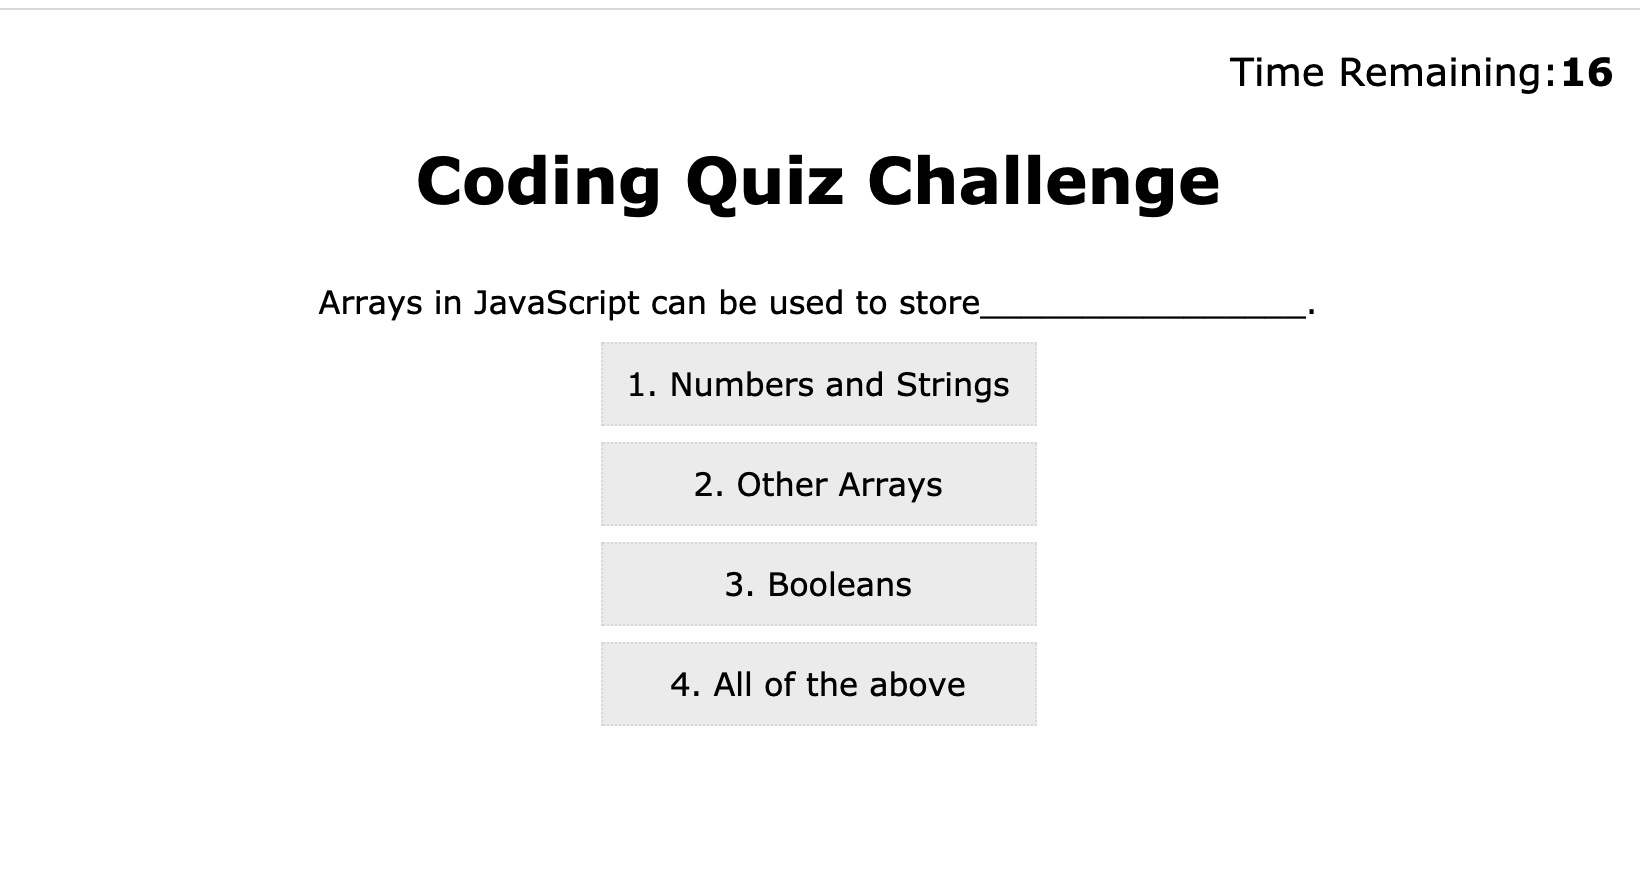 Time Remaining:16
Coding Quiz Challenge
Arrays in JavaScript can be used to store________________.
1. Numbers and Strings
2. Other Arrays
3. Booleans
4. All of the above